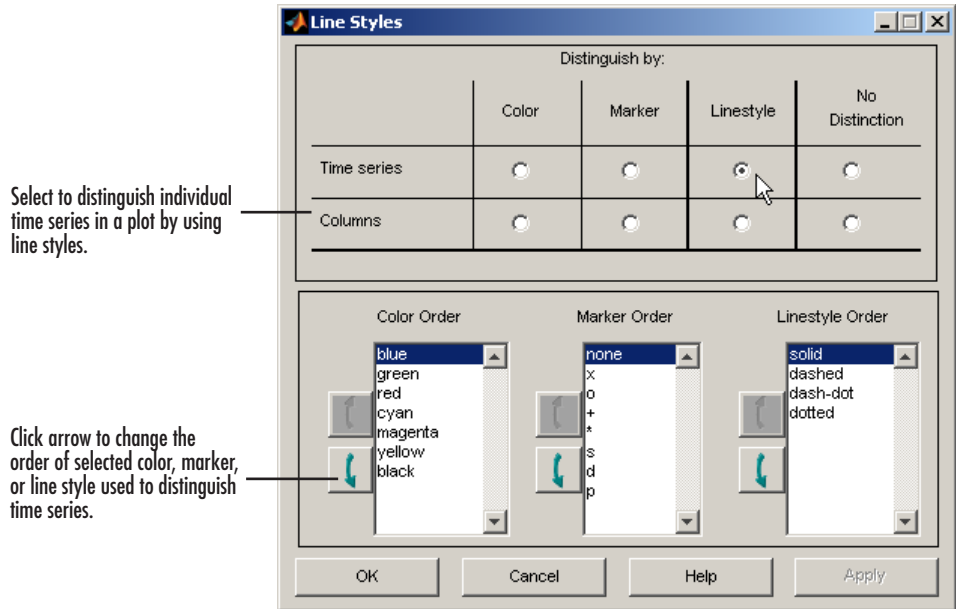 Line Styles
Distinguish by:
Color Marker Linestyle No Distinction
Time series
Columns
Select to distinguish individual
time series in a plot by using
line styles.
Color Order
blue
green
red
cyan
magenta
yellow
black
Marker Order
none
x
o
+
*
s
d
p
Linestyle Order
solid
dashed
dash-dot
dotted
Click arrow to change the
order of selected color, marker,
or line style used to distinguish
time series.
OK Cancel Help Apply